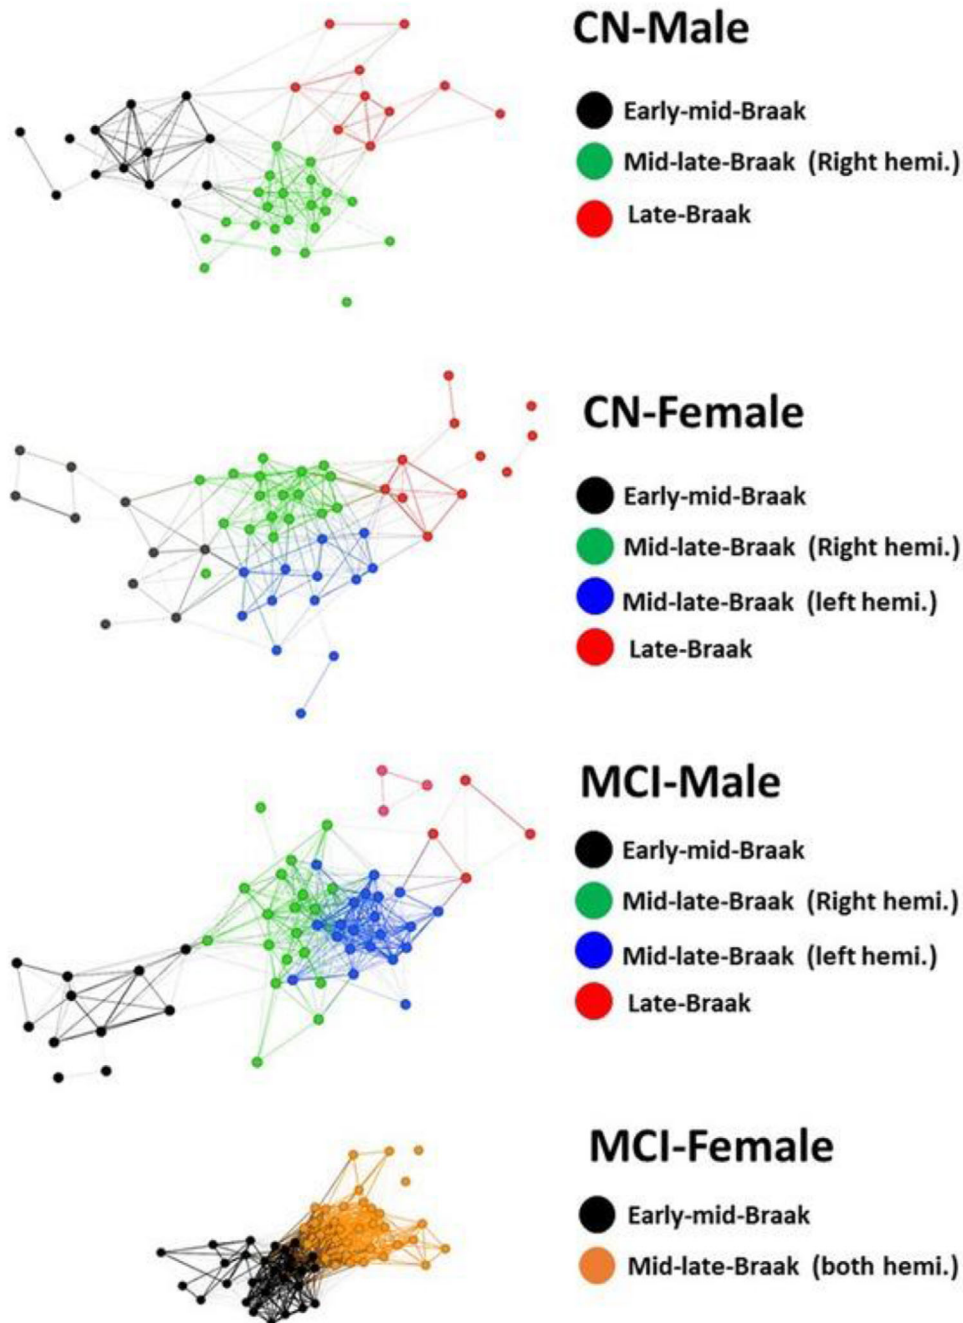 CN-Male
Early-mid-Braak
Mid-late-Braak (Right hemi.)
Late-Braak
CN-Female
Early-mid-Braak
Mid-late-Braak (Right hemi.)
Mid-late-Braak (left hemi.)
Late-Braak
MCI-Male
Early-mid-Braak
Mid-late-Braak (Right hemi.)
Mid-late-Braak (left hemi.)
Late-Braak
MCI-Female
Early-mid-Braak
Mid-late-Braak (both hemi.)